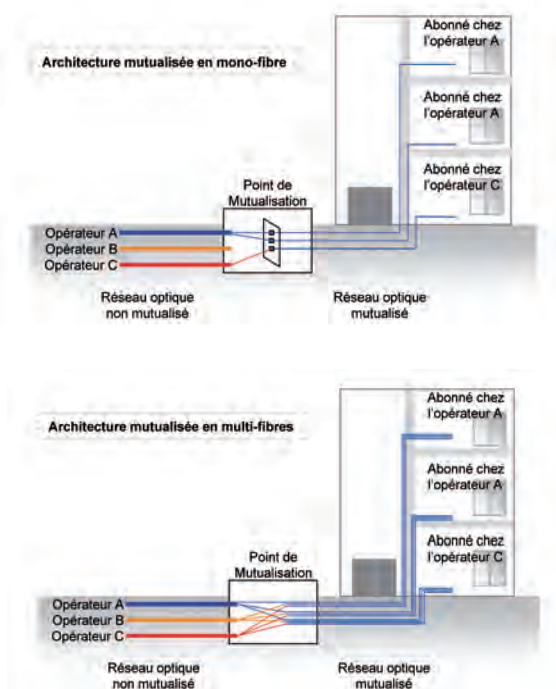 Architecture mutualisée en mono-fibre
Abonné chez
l'opérateur A
Abonné chez
l'opérateur A
Abonné chez
l'opérateur C
Point de
Mutualisation
Opérateur A
Opérateur B
Opérateur C
Réseau optique
non mutualisé
Réseau optique
mutualisé
Architecture mutualisée en multi-fibres
Abonné chez
l'opérateur A
Abonné chez
l'opérateur A
Abonné chez
l'opérateur C
Point de
Mutualisation
Opérateur A
Opérateur B
Opérateur C
Réseau optique
non mutualisé
Réseau optique
mutualisé